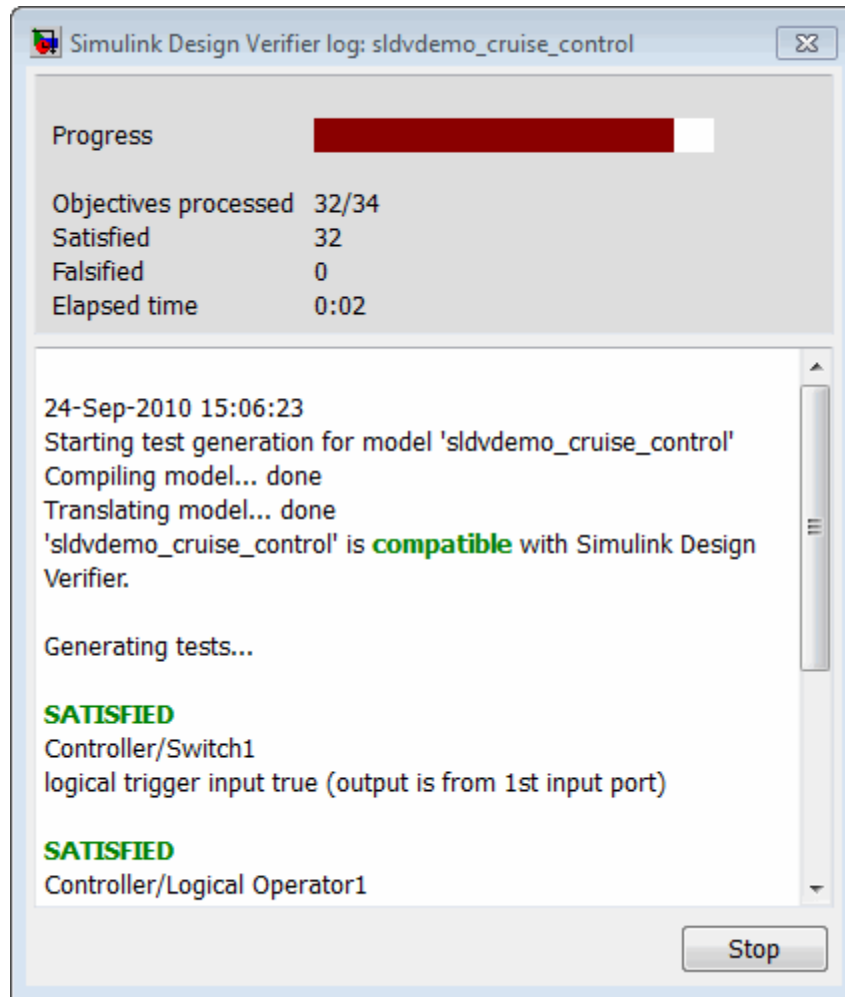 Simulink Design Verifier log: sldvdemo_cruise_control
Progress
Objectives processed 32/34
Satisfied 32
Falsified 0
Elapsed time 0:02
24-Sep-2010 15:06:23
Starting test generation for model 'sldvdemo_cruise_control'
Compiling model... done
Translating model... done
'sldvdemo_cruise_control' is compatible with Simulink Design
Verifier.
Generating tests...
SATISFIED
Controller/Switch1
logical trigger input true (output is from 1st input port)
SATISFIED
Controller/Logical Operator1
Stop